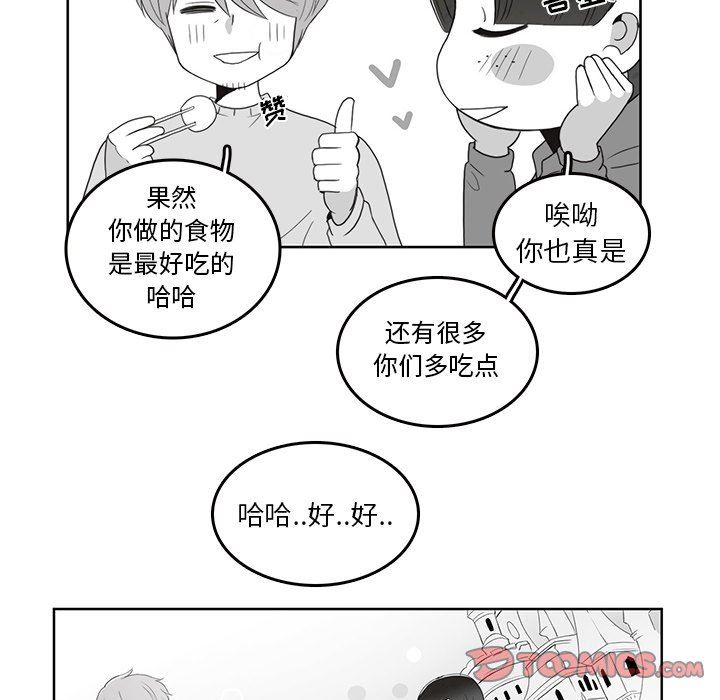 赞
果然
你做的食物
是最好吃的
哈哈
唉呦
你也真是
还有很多
你们多吃点
哈哈..好..好..
TOOMICS.COM